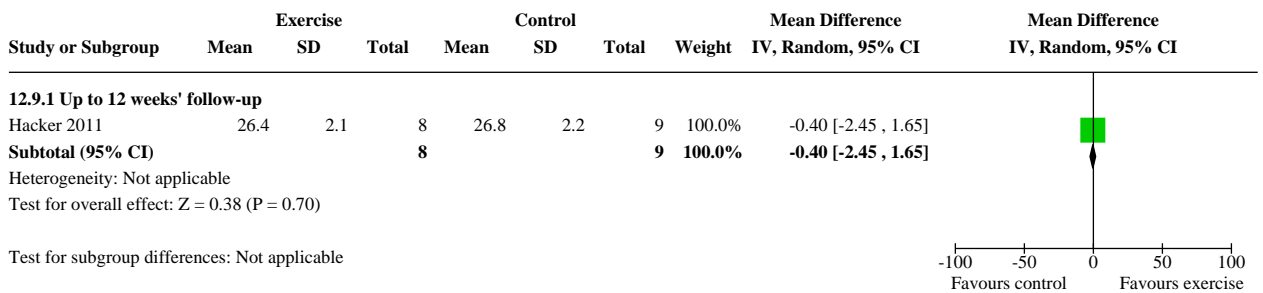 Exercise Control Mean Difference Mean Difference
Study or Subgroup Mean SD Total Mean SD Total Weight IV, Random, 95% CI IV, Random, 95% CI
12.9.1 Up to 12 weeks' follow-up
Hacker 2011 26.4 2.1 8 26.8 2.2 9 100.0% -0.40 [-2.45 , 1.65]
Subtotal (95% CI) 8 9 100.0% -0.40 [-2.45 , 1.65]
Heterogeneity: Not applicable
Test for overall effect: Z = 0.38 (P = 0.70)
Test for subgroup differences: Not applicable
-100 -50 0 50 100
Favours control Favours exercise